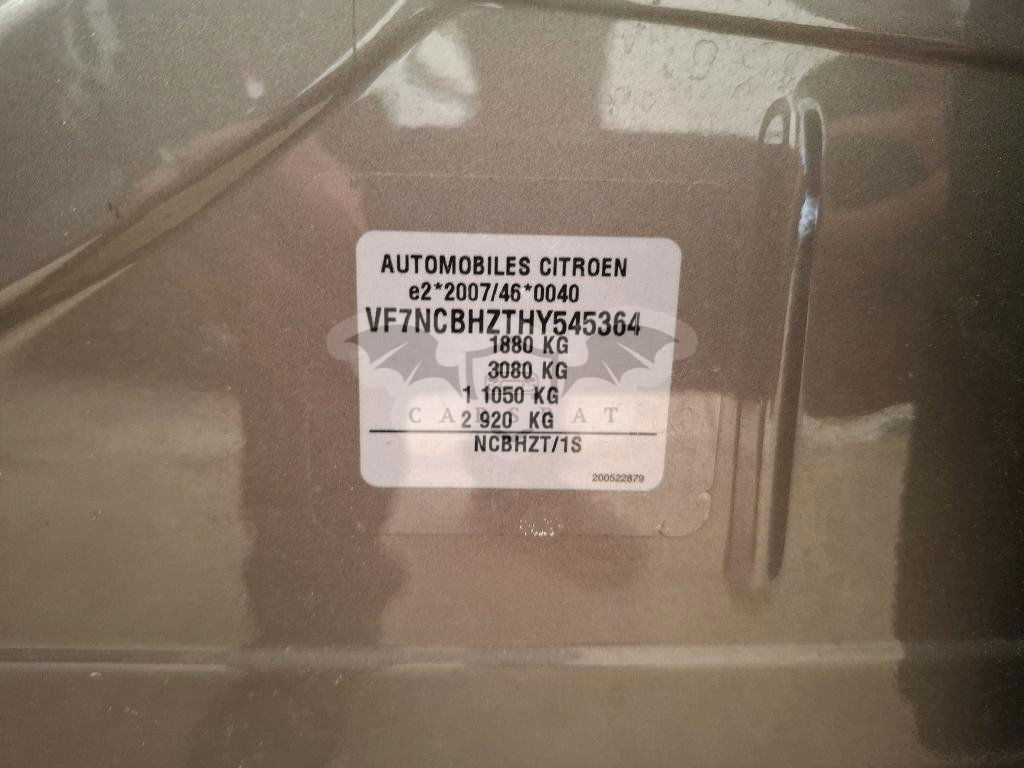 AUTOMOBILES CITROEN
e2*2007/46*0040
VF7NCBHZTHY545364
1880 KG
3080 KG
1 1050 KG
CARSBAT
2 920 KG
NCBHZT/1S
200522879